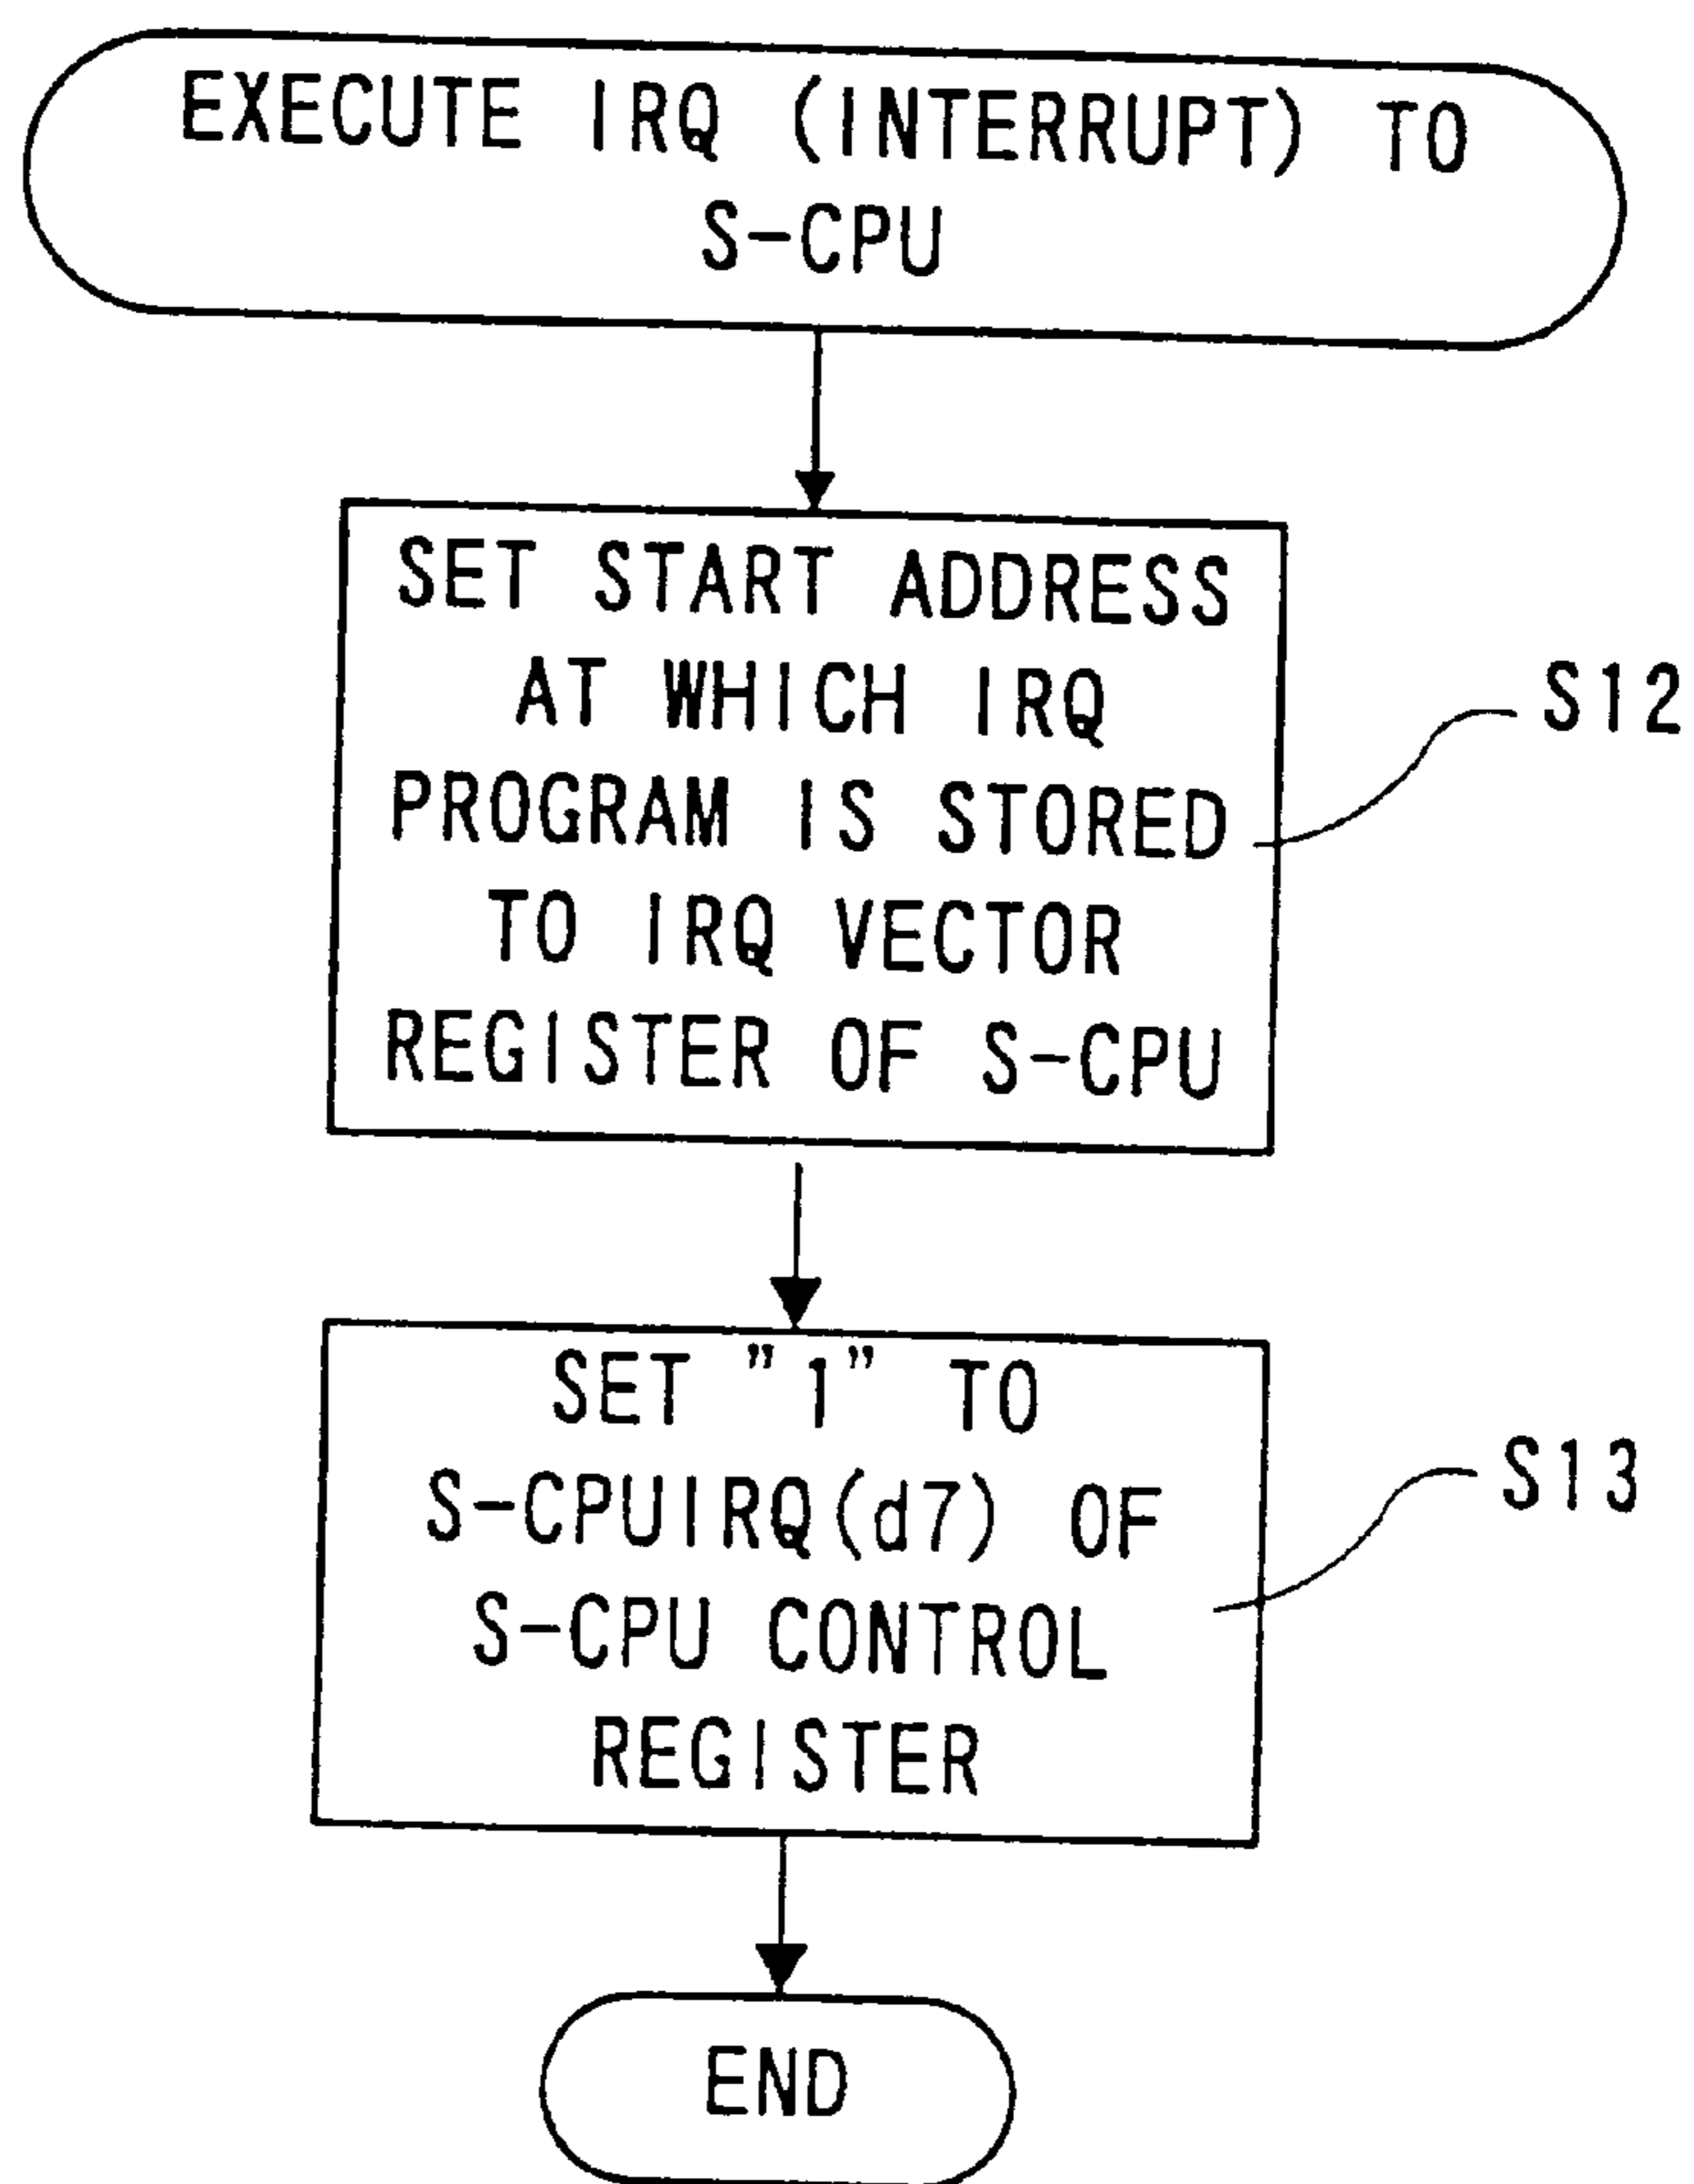 EXECUTE IRQ (INTERRUPT) TO
S-CPU
SET START ADDRESS
AT WHICH IRQ
PROGRAM IS STORED
TO IRQ VECTOR
REGISTER OF S-CPU
S12
SET "1" TO
S-CPUIRQ(d7) OF
S-CPU CONTROL
REGISTER
S13
END